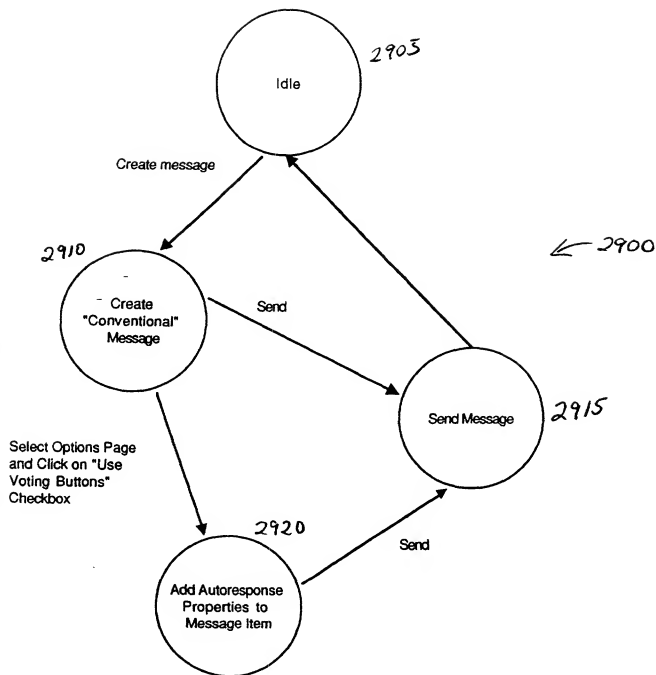 2905
Idle
Create message
2900
2910
Create
"Conventional"
Message
Send
Send Message
2915
Select Options Page
and Click on "Use
Voting Buttons"
Checkbox
2920
Send
Add Autoresponse
Properties to
Message Item